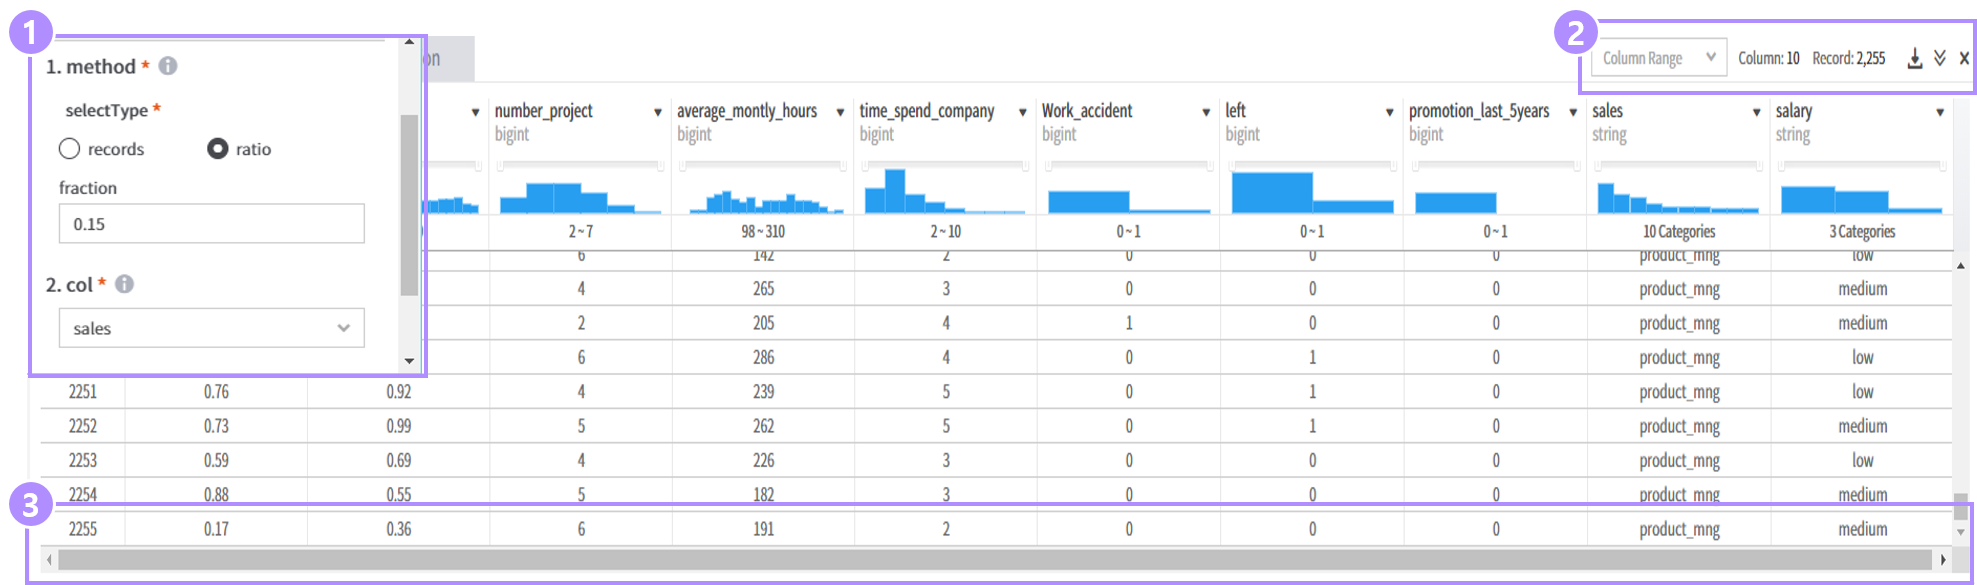 1
1. method * i
selectType *
records ratio
fraction
0.15
2. col * i
sales
on
2
Column Range Column: 10 Record: 2,255
number_project average_montly_hours time_spend_company Work_accident left promotion_last_5years sales salary
bigint bigint bigint bigint bigint bigint string string
2 ~ 7 98 ~ 310 2 ~ 10 0 ~ 1 0 ~ 1 0 ~ 1 10 Categories 3 Categories
6 142 2 0 0 0 product_mng low
4 265 3 0 0 0 product_mng medium
2 205 4 1 0 0 product_mng medium
6 286 4 0 1 0 product_mng low
2251 0.76 0.92 4 239 5 0 1 0 product_mng low
2252 0.73 0.99 5 262 5 0 1 0 product_mng medium
2253 0.59 0.69 4 226 3 0 0 0 product_mng low
2254 0.88 0.55 5 182 3 0 0 0 product_mng medium
3
2255 0.17 0.36 6 191 2 0 0 0 product_mng medium